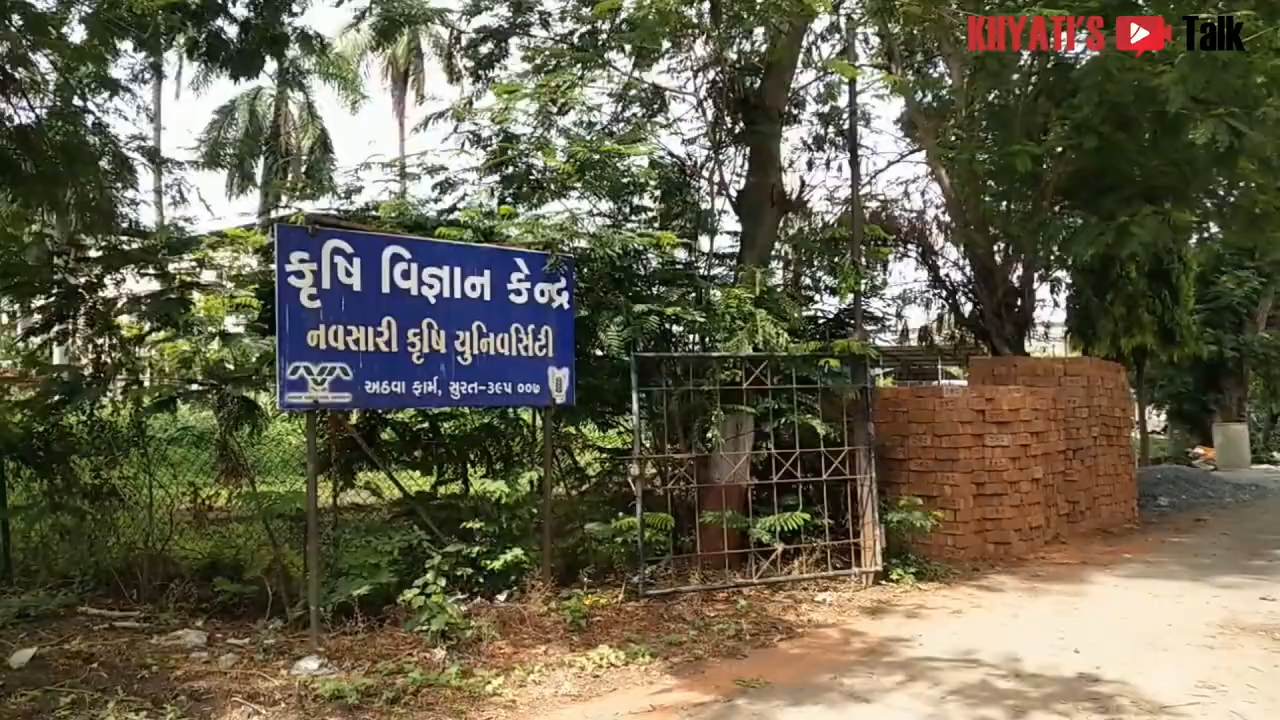 KHYATI'S Talk
કૃષિ વિજ્ઞાન કેન્દ્ર
નવસારી કૃષિ યુનિવર્સિટી
અઠવા ફાર્મ, સુરત-૩૯૫ ૦૦૭